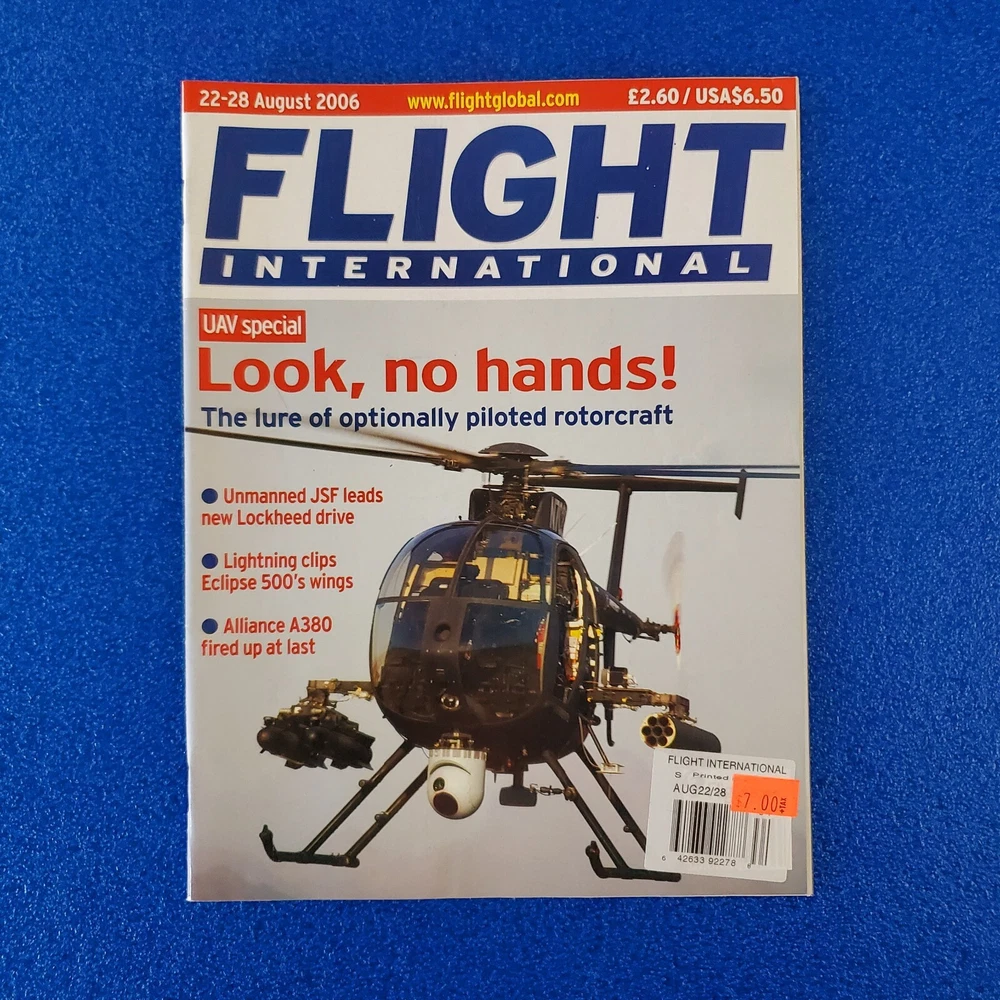 22-28 August 2006 www.flightglobal.com £2.60 / USA$6.50
FLIGHT
INTERNATIONAL
UAV special
Look, no hands!
The lure of optionally piloted rotorcraft
● Unmanned JSF leads
new Lockheed drive
● Lightning clips
Eclipse 500's wings
● Alliance A380
fired up at last
FLIGHT INTERNATIONAL
S Printed
AUG22/28
$7.00
6 42633 92278